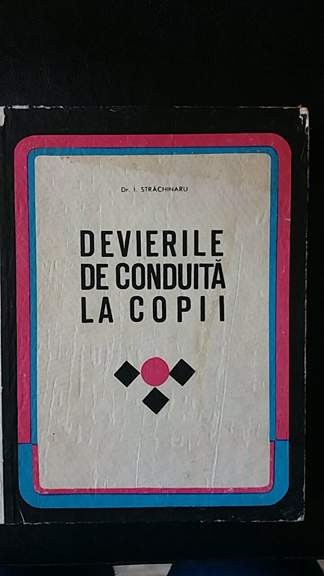 Dr. I. STRĂCHINARU
DEVIERILE
DE CONDUITĂ
LA COPII